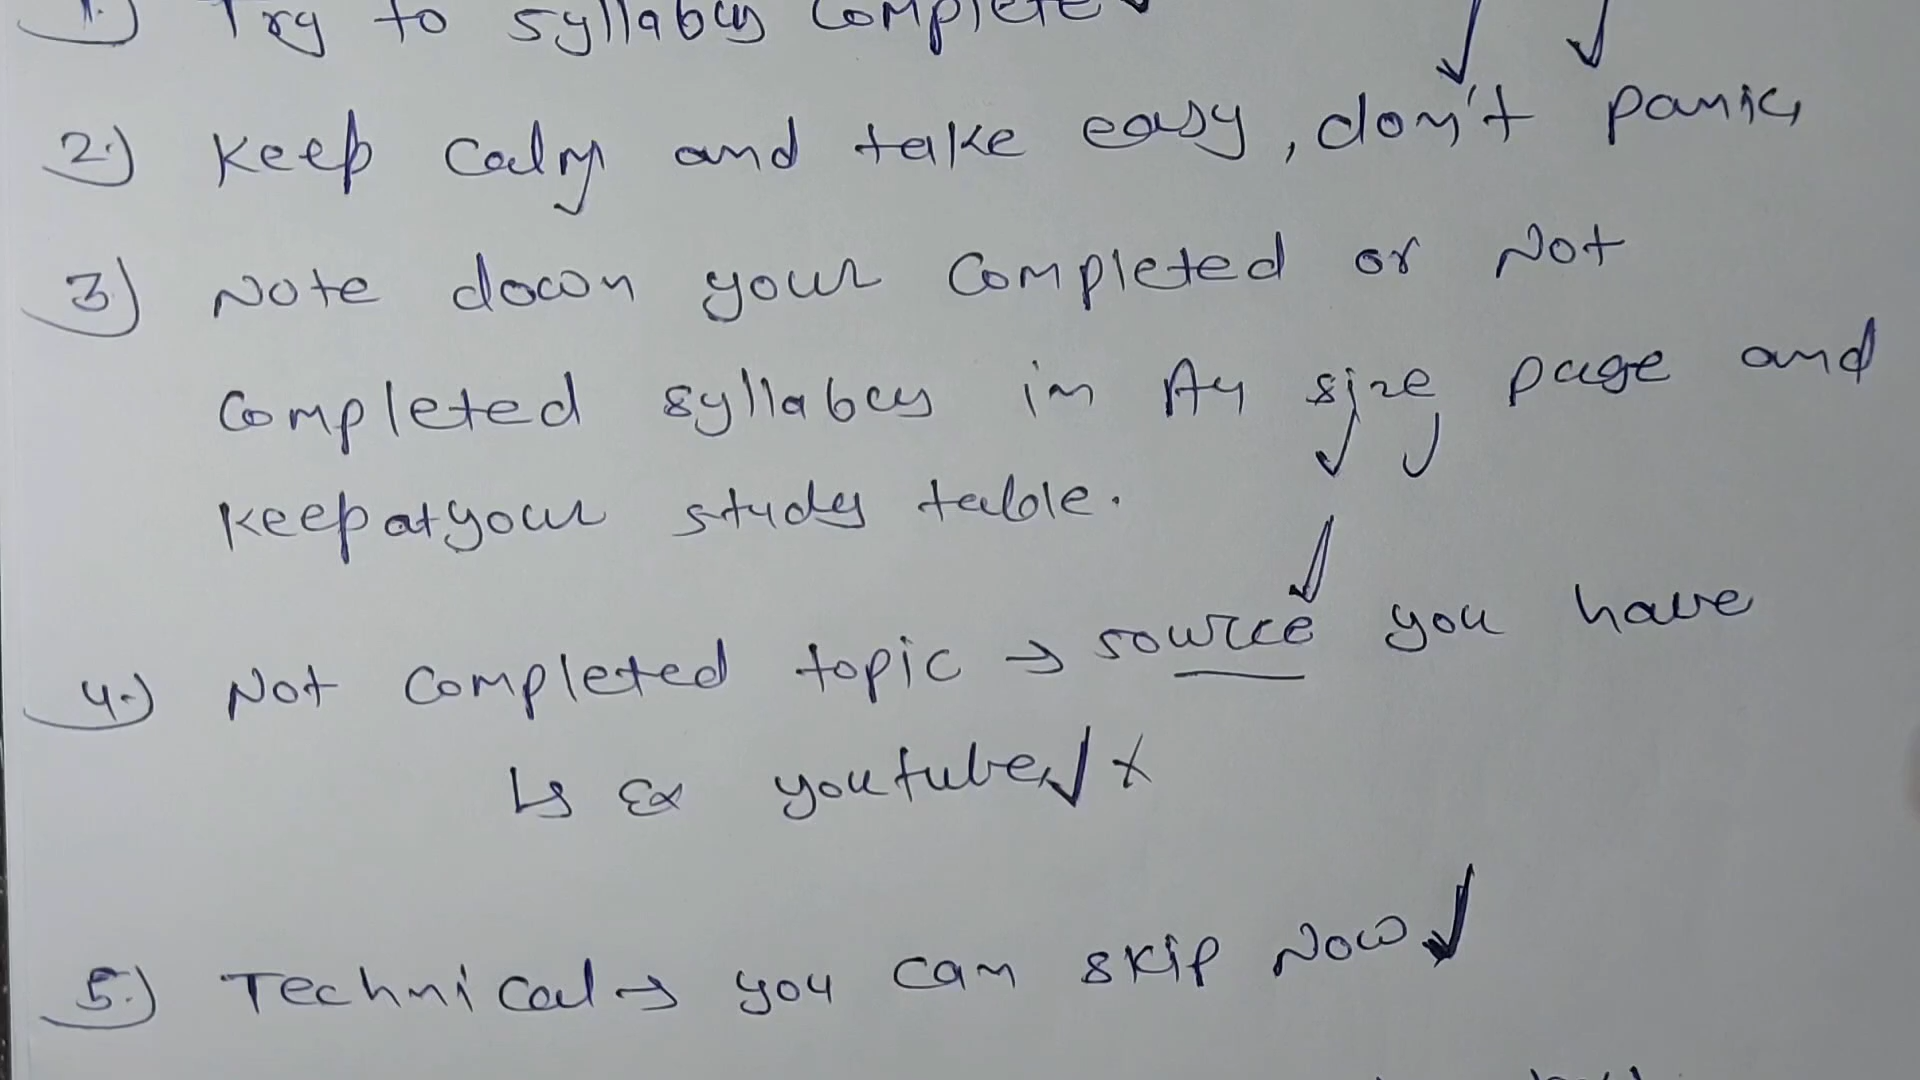 1.) Try to syllabus complete
2.) Keep calm and take easy, don't panic
3.) Note down your completed or Not
completed syllabus in A4 size page and
keep at your study table.
4.) Not completed topic → source you have
↳ Ex youtube ✓ x
5.) Technical → you can skip Now ✓